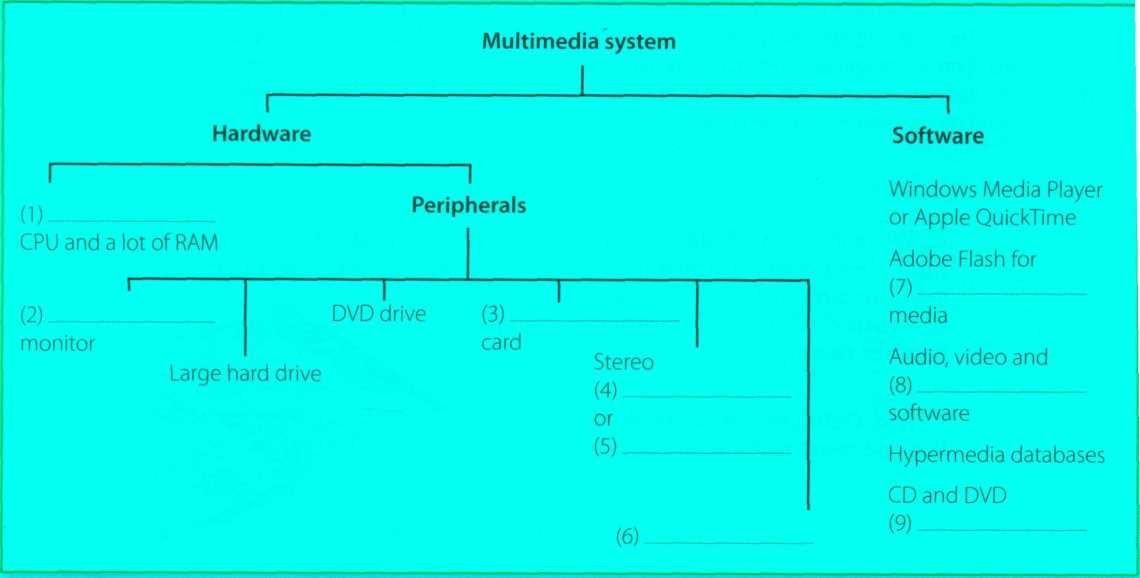 Multimedia system
Hardware
Software
Peripherals
(1)
CPU and a lot of RAM
(2)
monitor
Large hard drive
DVD drive
(3)
card
Stereo
(4)
or
(5)
(6)
Windows Media Player
or Apple QuickTime
Adobe Flash for
(7)
media
Audio, video and
(8)
software
Hypermedia databases
CD and DVD
(9)